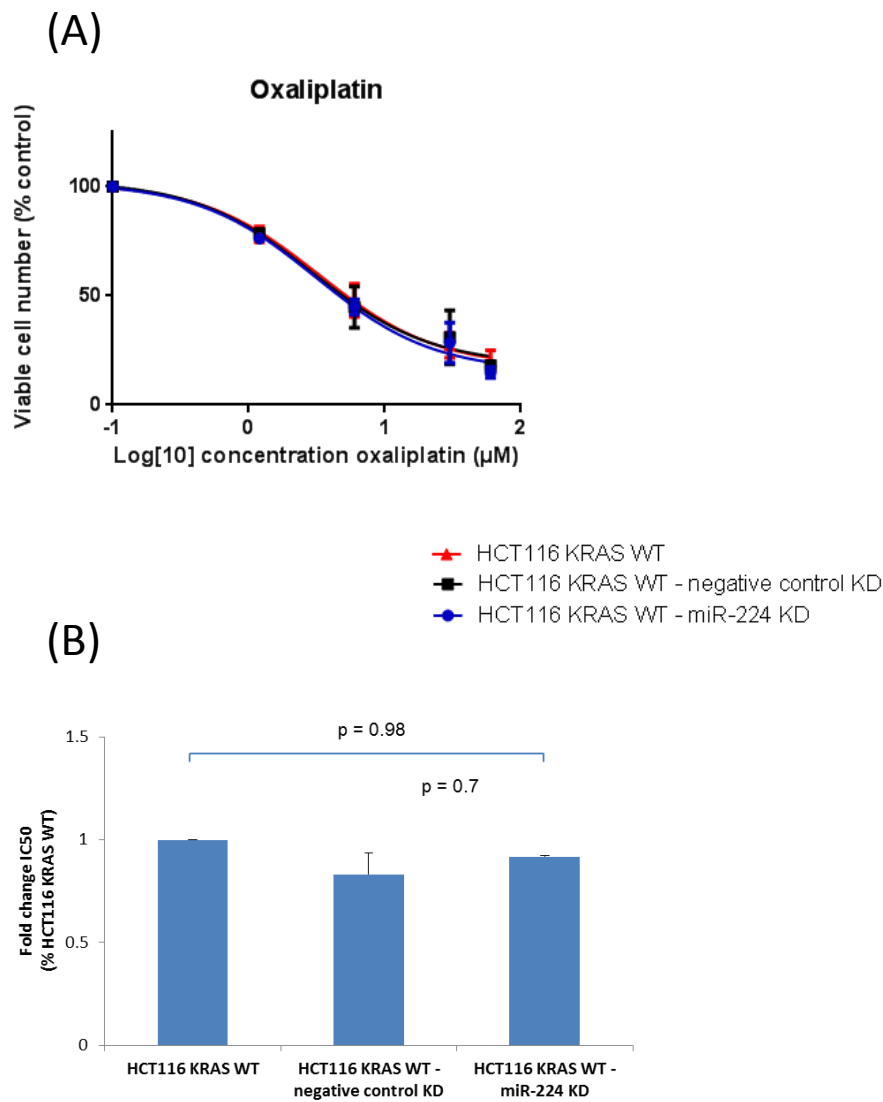 (A)
Oxaliplatin
Viable cell number (% control)
100
50
0
-1
0
1
2
Log[10] concentration oxaliplatin (µM)
HCT116 KRAS WT
HCT116 KRAS WT - negative control KD
HCT116 KRAS WT - miR-224 KD
(B)
Fold change IC50
(% HCT116 KRAS WT)
1.5
1
0.5
0
p = 0.98
p = 0.7
HCT116 KRAS WT
HCT116 KRAS WT -
negative control KD
HCT116 KRAS WT -
miR-224 KD